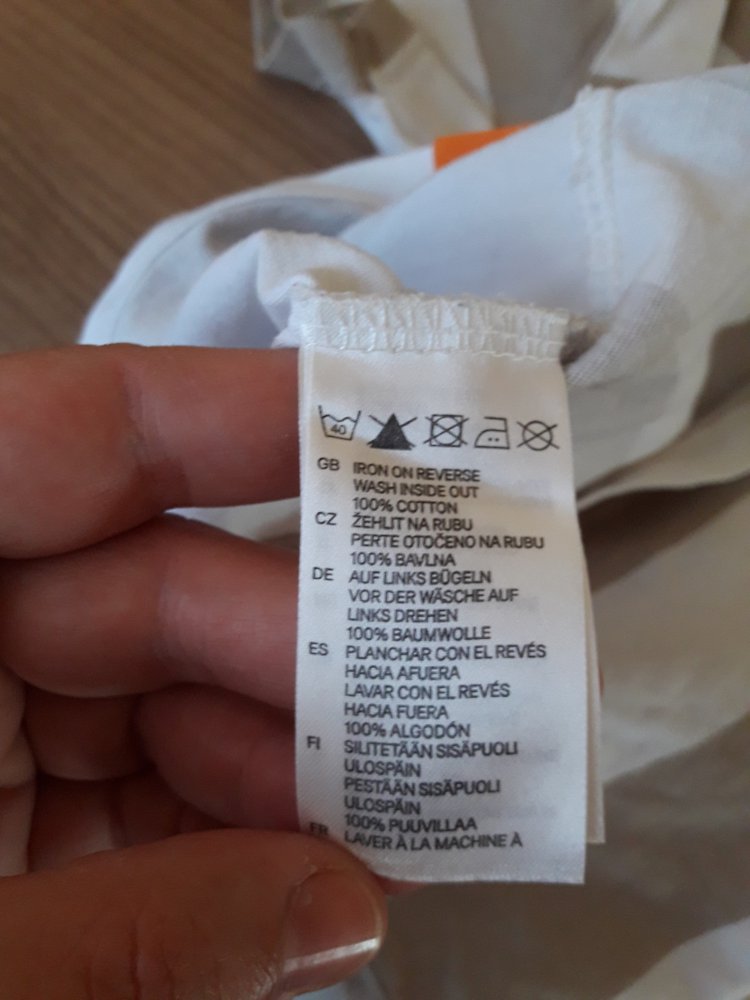 40
GB IRON ON REVERSE
WASH INSIDE OUT
100% COTTON
CZ ŽEHLIT NA RUBU
PERTE OTOČENO NA RUBU
100% BAVLNA
DE AUF LINKS BÜGELN
VOR DER WÄSCHE AUF
LINKS DREHEN
100% BAUMWOLLE
ES PLANCHAR CON EL REVÉS
HACIA AFUERA
LAVAR CON EL REVÉS
HACIA FUERA
100% ALGODÓN
FI SILITETÄÄN SISÄPUOLI
ULOSPÄIN
PESTÄÄN SISÄPUOLI
ULOSPÄIN
100% PUUVILLAA
FR LAVER À LA MACHINE À